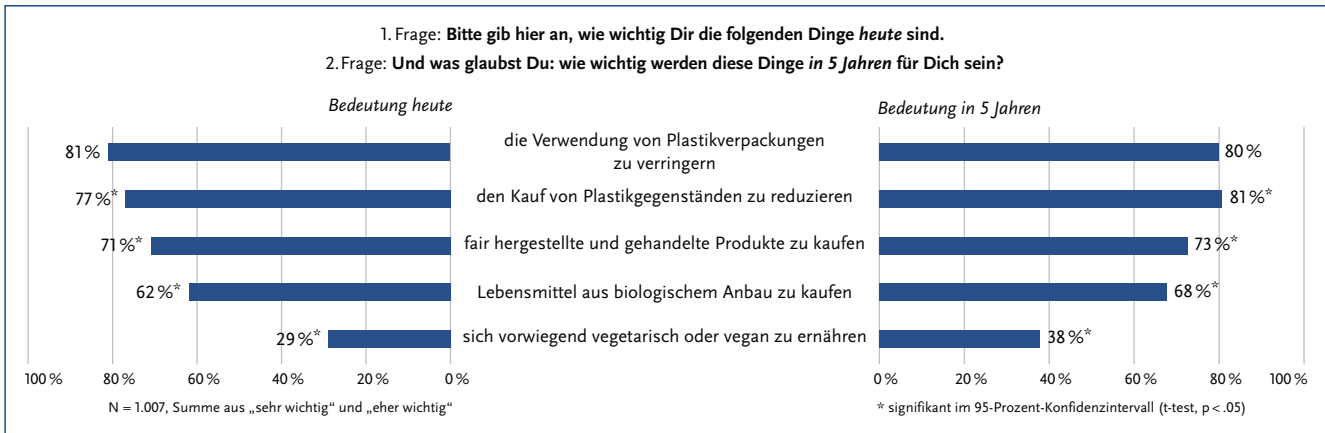 1. Frage: Bitte gib hier an, wie wichtig Dir die folgenden Dinge heute sind.
2. Frage: Und was glaubst Du: wie wichtig werden diese Dinge in 5 Jahren für Dich sein?
Bedeutung heute
Bedeutung in 5 Jahren
81 %
die Verwendung von Plastikverpackungen
zu verringern
80 %
77 %*
den Kauf von Plastikgegenständen zu reduzieren
81 %*
71 %*
fair hergestellte und gehandelte Produkte zu kaufen
73 %*
62 %*
Lebensmittel aus biologischem Anbau zu kaufen
68 %*
29 %*
sich vorwiegend vegetarisch oder vegan zu ernähren
38 %*
100 % 80 % 60 % 40 % 20 % 0 %
0 % 20 % 40 % 60 % 80 % 100 %
N = 1.007, Summe aus „sehr wichtig“ und „eher wichtig“
* signifikant im 95-Prozent-Konfidenzintervall (t-test, p < .05)